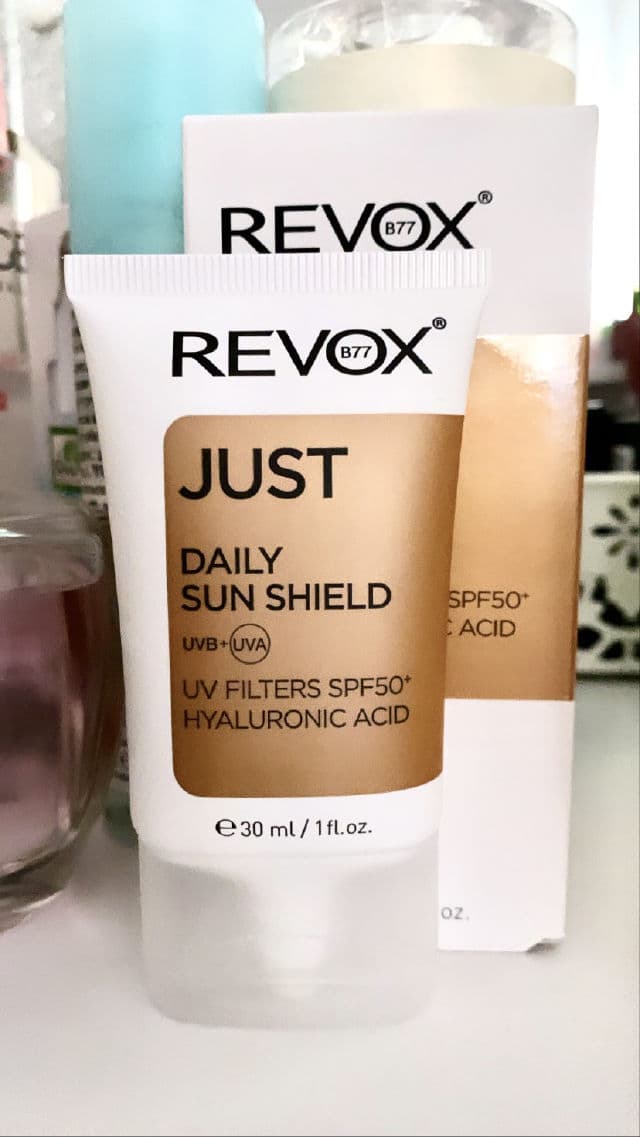 REVOX®
B77
REVOX®
B77
JUST
DAILY
SUN SHIELD
UVB+UVA
UV FILTERS SPF50+
HYALURONIC ACID
e 30 ml / 1 fl.oz.
SPF50+
ACID
oz.